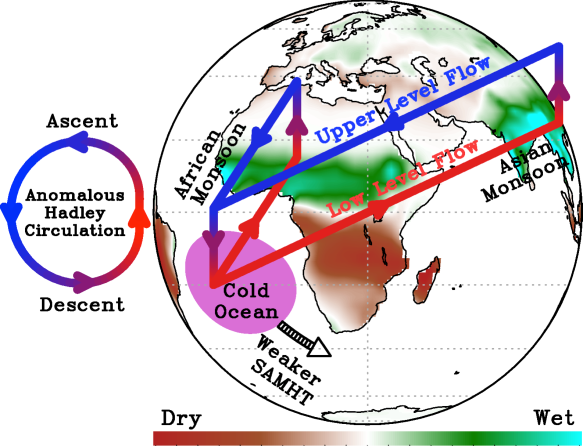 Ascent
Anomalous
Hadley
Circulation
Descent
African
Monsoon
Upper Level Flow
Low Level Flow
Asian
Monsoon
Cold
Ocean
Weaker
SAMHT
Dry
Wet